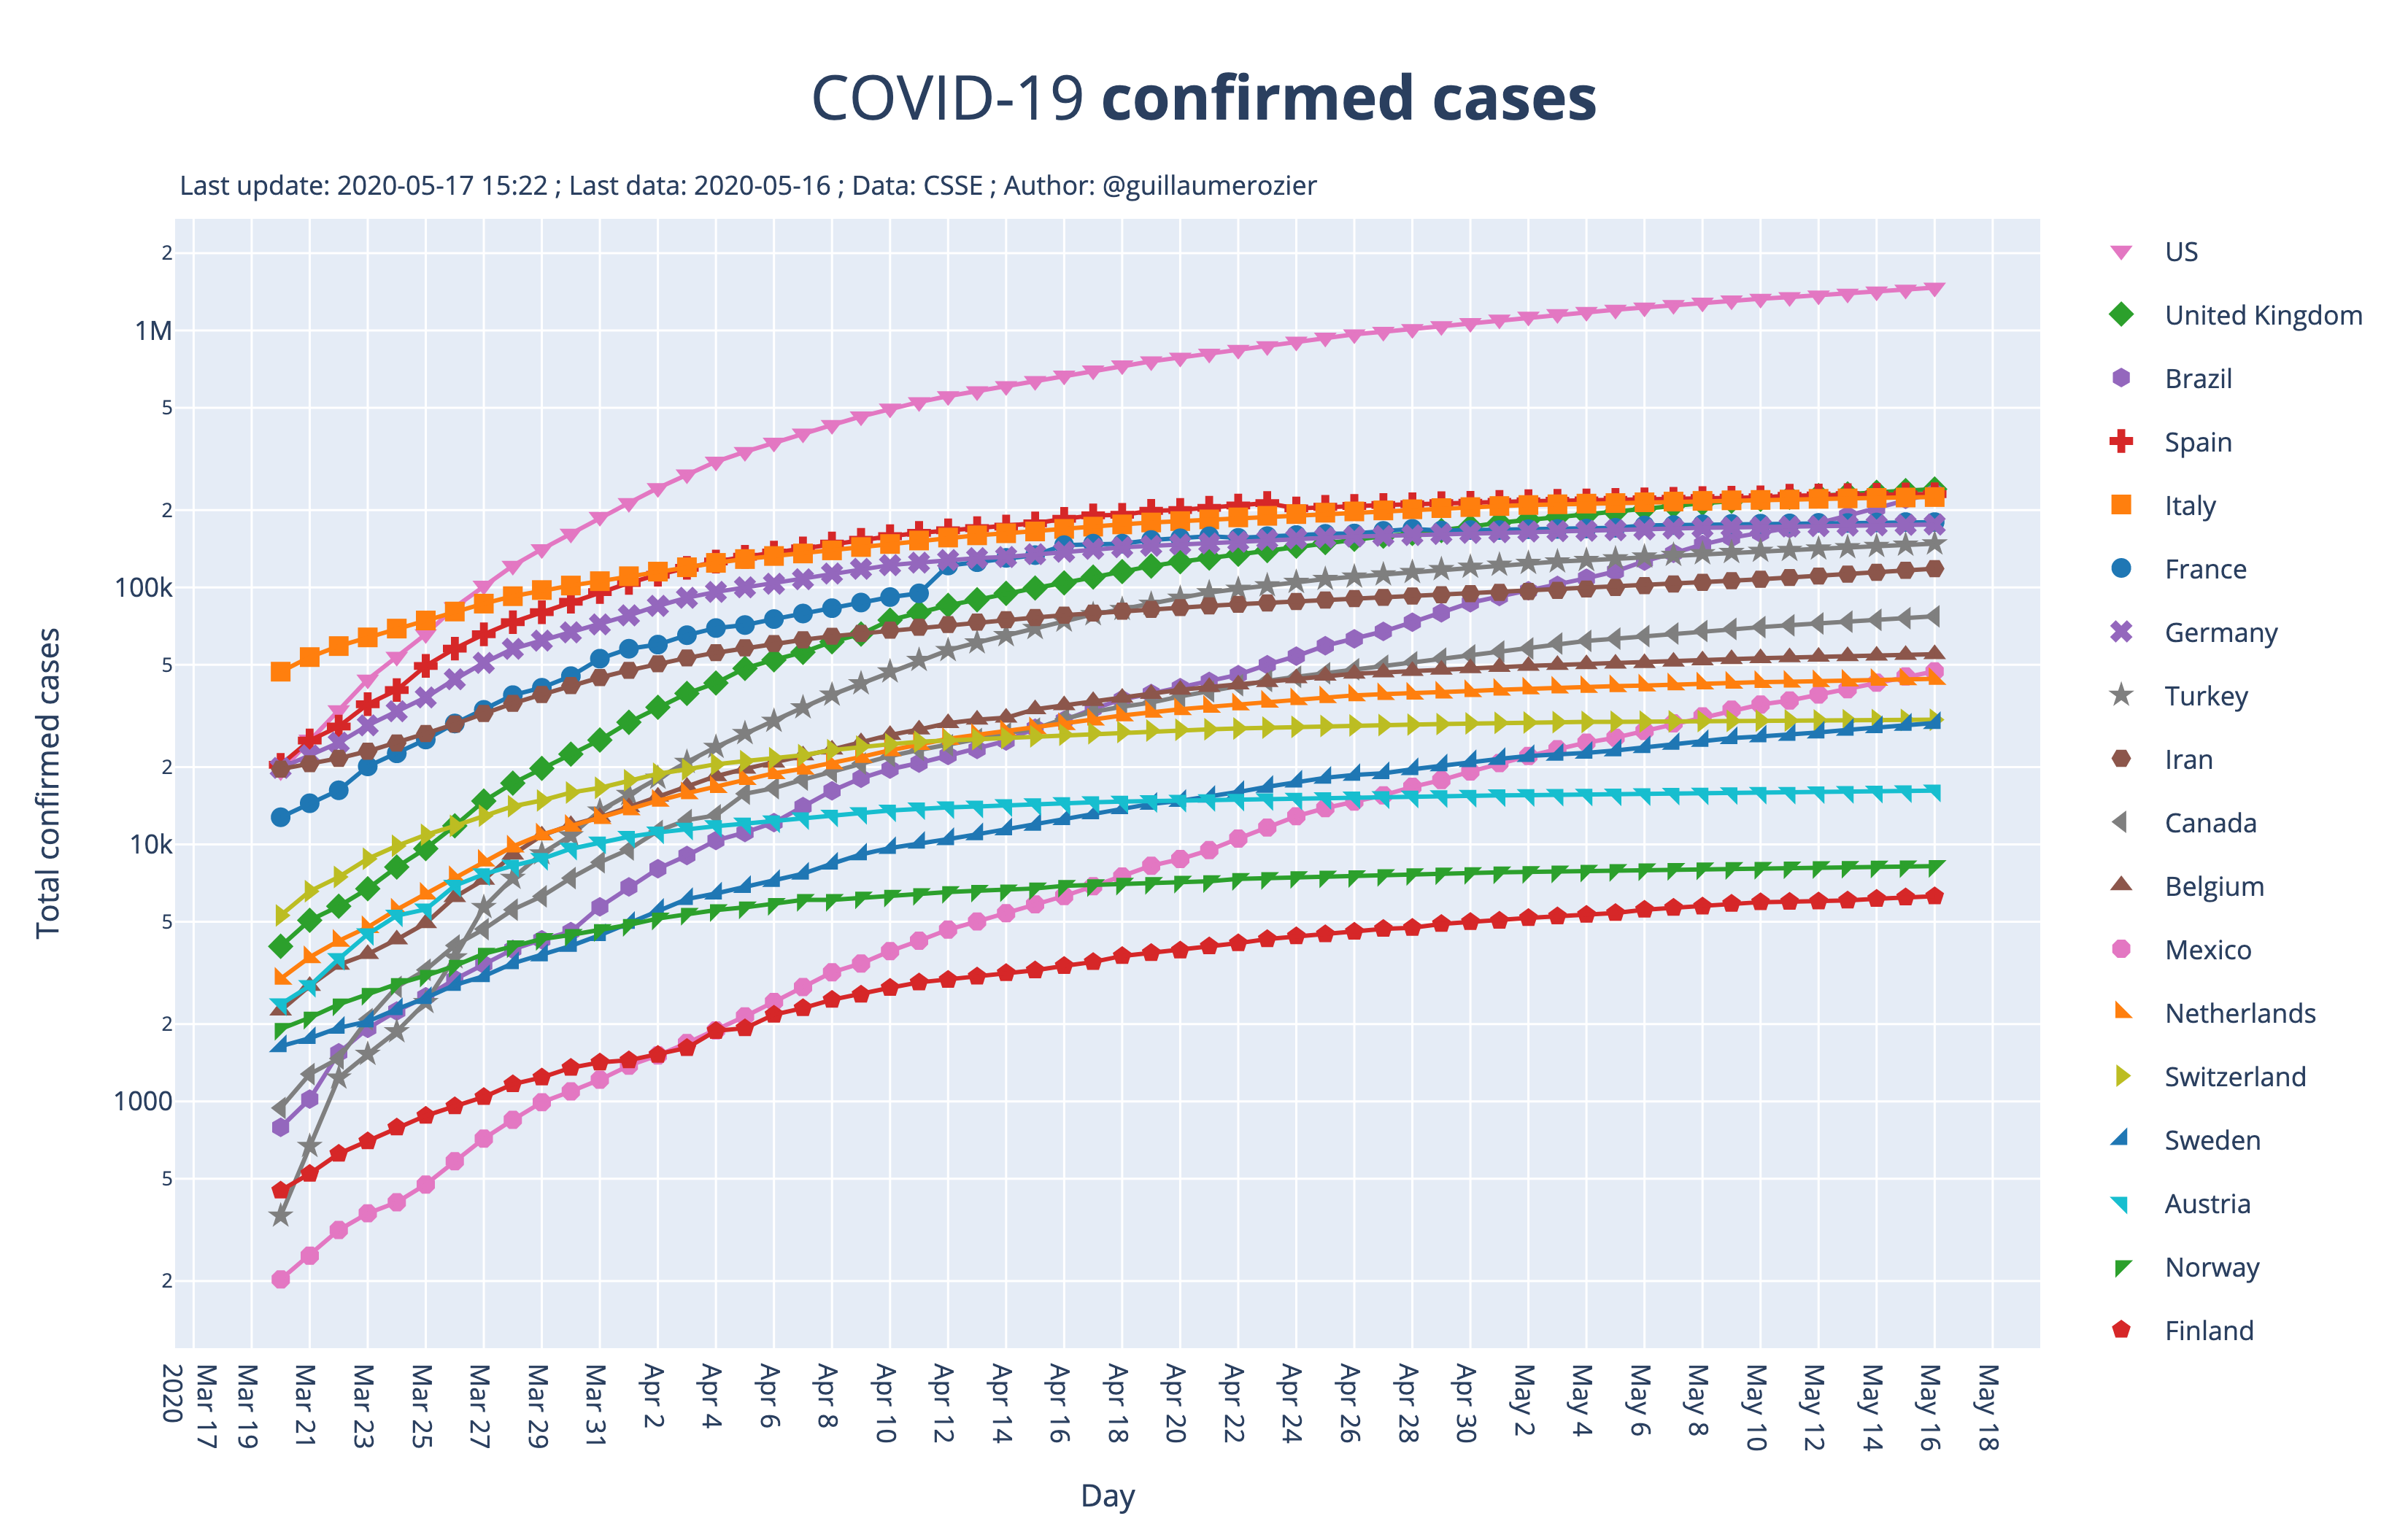 COVID-19 confirmed cases
Last update: 2020-05-17 15:22 ; Last data: 2020-05-16 ; Data: CSSE ; Author: @guillaumerozier
Total confirmed cases
2
1M
5
2
100k
5
2
10k
5
2
1000
5
2
Mar 17
2020
Mar 19
Mar 21
Mar 23
Mar 25
Mar 27
Mar 29
Mar 31
Apr 2
Apr 4
Apr 6
Apr 8
Apr 10
Apr 12
Apr 14
Apr 16
Apr 18
Apr 20
Apr 22
Apr 24
Apr 26
Apr 28
Apr 30
May 2
May 4
May 6
May 8
May 10
May 12
May 14
May 16
May 18
Day
US
United Kingdom
Brazil
Spain
Italy
France
Germany
Turkey
Iran
Canada
Belgium
Mexico
Netherlands
Switzerland
Sweden
Austria
Norway
Finland